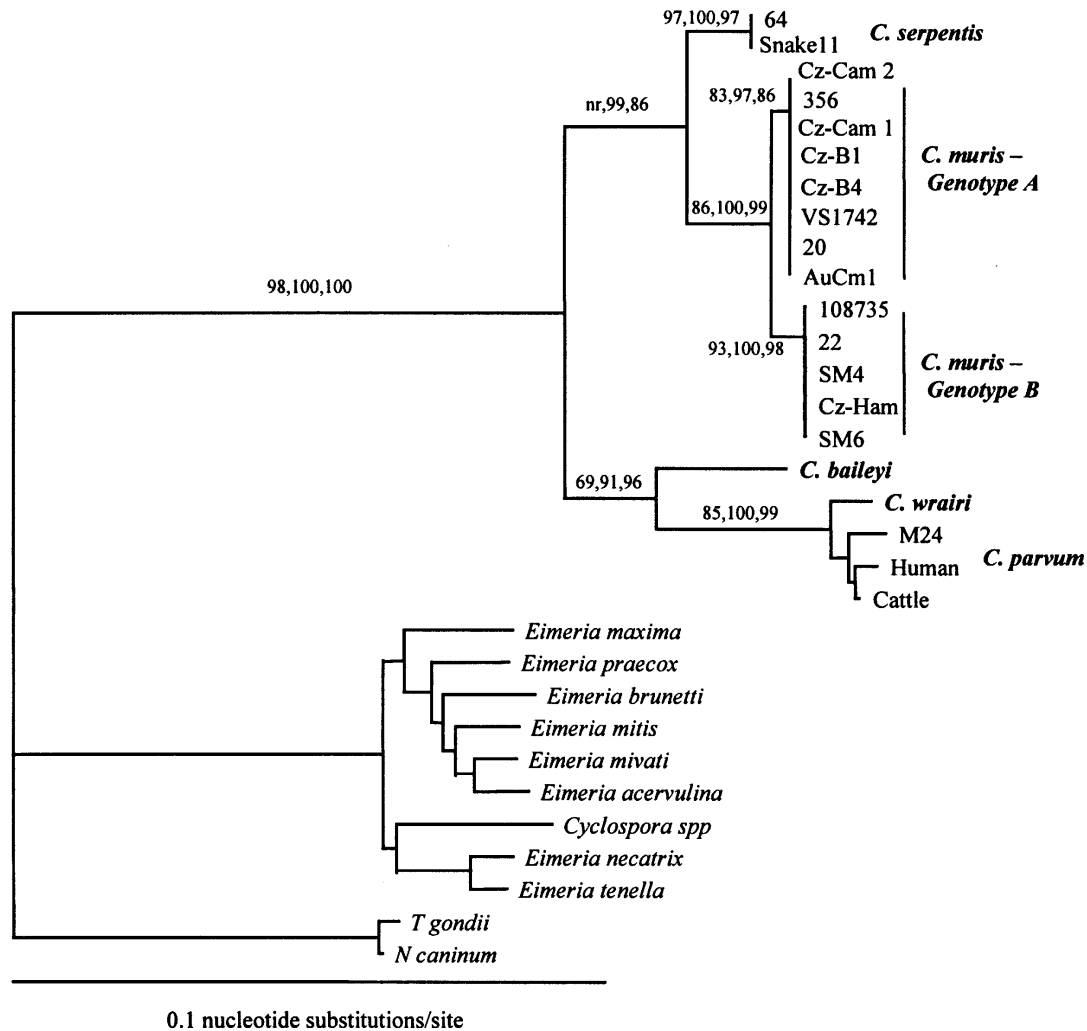 97,100,97
64
Snake11
C. serpentis
Cz-Cam 2
83,97,86
356
nr,99,86
Cz-Cam 1
Cz-B1
C. muris –
Genotype A
Cz-B4
86,100,99
VS1742
20
AuCm1
98,100,100
108735
22
93,100,98
SM4
C. muris –
Genotype B
Cz-Ham
SM6
C. baileyi
69,91,96
C. wrairi
85,100,99
M24
C. parvum
Human
Cattle
Eimeria maxima
Eimeria praecox
Eimeria brunetti
Eimeria mitis
Eimeria mivati
Eimeria acervulina
Cyclospora spp
Eimeria necatrix
Eimeria tenella
T gondii
N caninum
0.1 nucleotide substitutions/site